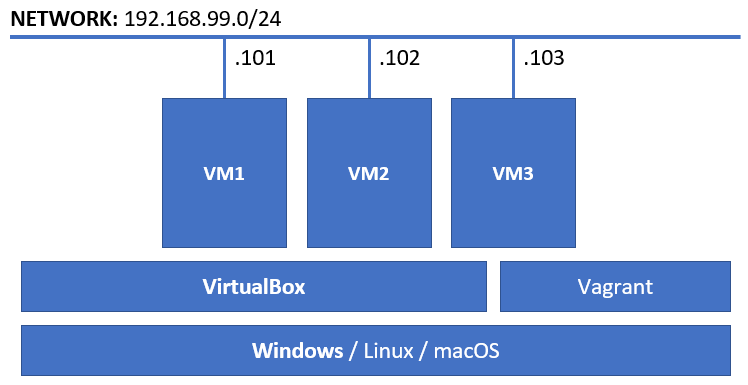 NETWORK: 192.168.99.0/24
.101
.102
.103
VM1
VM2
VM3
VirtualBox
Vagrant
Windows / Linux / macOS